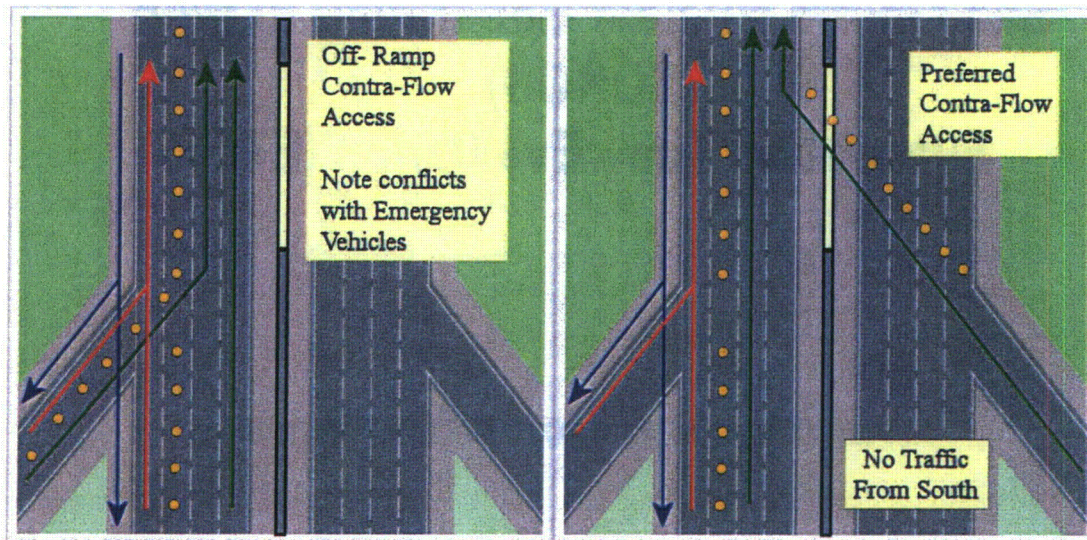 Off- Ramp
Contra-Flow
Access
Note conflicts
with Emergency
Vehicles
Preferred
Contra-Flow
Access
No Traffic
From South